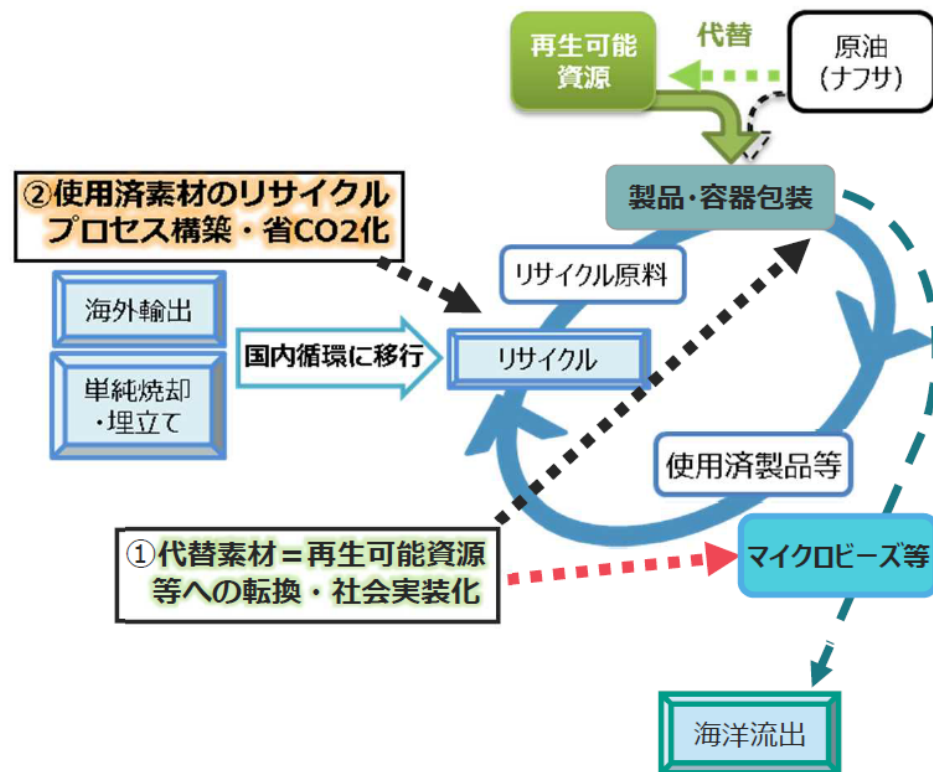 再生可能
資源
代替
原油
(ナフサ)
製品・容器包装
②使用済素材のリサイクル
プロセス構築・省CO2化
リサイクル原料
海外輸出
国内循環に移行
リサイクル
単純焼却
・埋立て
使用済製品等
①代替素材＝再生可能資源
等への転換・社会実装化
マイクロビーズ等
海洋流出